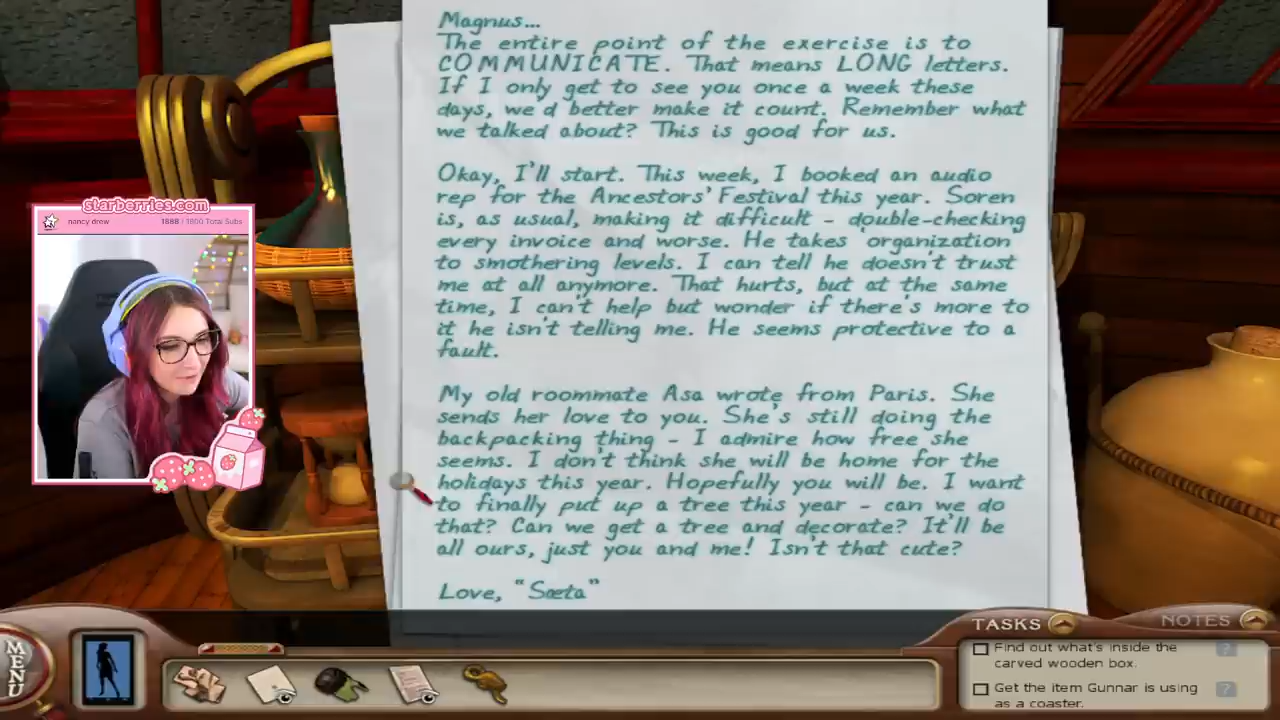 Magnus...
The entire point of the exercise is to
COMMUNICATE. That means LONG letters.
If I only get to see you once a week these
days, we'd better make it count. Remember what
we talked about? This is good for us.
Okay, I'll start. This week, I booked an audio
rep for the Ancestors' Festival this year. Soren
is, as usual, making it difficult - double-checking
every invoice and worse. He takes organization
to smothering levels. I can tell he doesn't trust
me at all anymore. That hurts, but at the same
time, I can't help but wonder if there's more to
it he isn't telling me. He seems protective to a
fault.
My old roommate Asa wrote from Paris. She
sends her love to you. She's still doing the
backpacking thing - I admire how free she
seems. I don't think she will be home for the
holidays this year. Hopefully you will be. I want
to finally put up a tree this year - can we do
that? Can we get a tree and decorate? It'll be
all ours, just you and me! Isn't that cute?
Love, "Sœta"
starberries.com
nancy drew 1888 / 1800 Total Subs
MENU
TASKS
NOTES
Find out what's inside the
carved wooden box.
?
Get the item Gunnar is using
as a coaster.
?